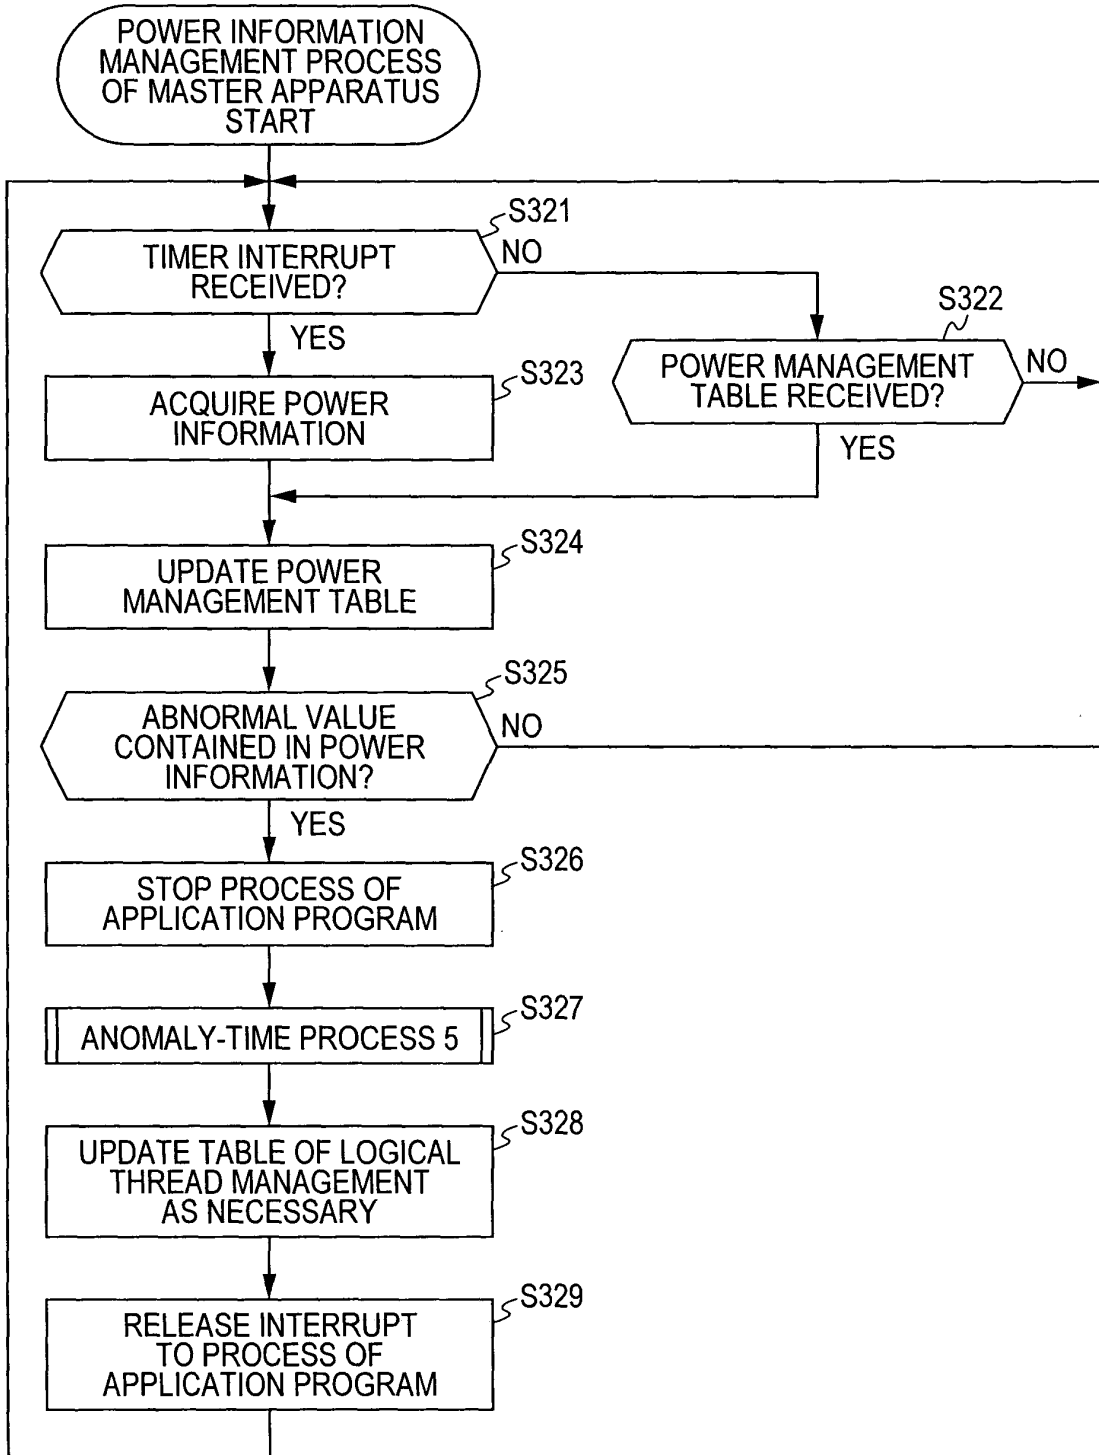 POWER INFORMATION
MANAGEMENT PROCESS
OF MASTER APPARATUS
START
S321
TIMER INTERRUPT
RECEIVED?
NO
YES
S322
POWER MANAGEMENT
TABLE RECEIVED?
NO
YES
S323
ACQUIRE POWER
INFORMATION
S324
UPDATE POWER
MANAGEMENT TABLE
S325
ABNORMAL VALUE
CONTAINED IN POWER
INFORMATION?
NO
YES
S326
STOP PROCESS OF
APPLICATION PROGRAM
S327
ANOMALY-TIME PROCESS 5
S328
UPDATE TABLE OF LOGICAL
THREAD MANAGEMENT
AS NECESSARY
S329
RELEASE INTERRUPT
TO PROCESS OF
APPLICATION PROGRAM